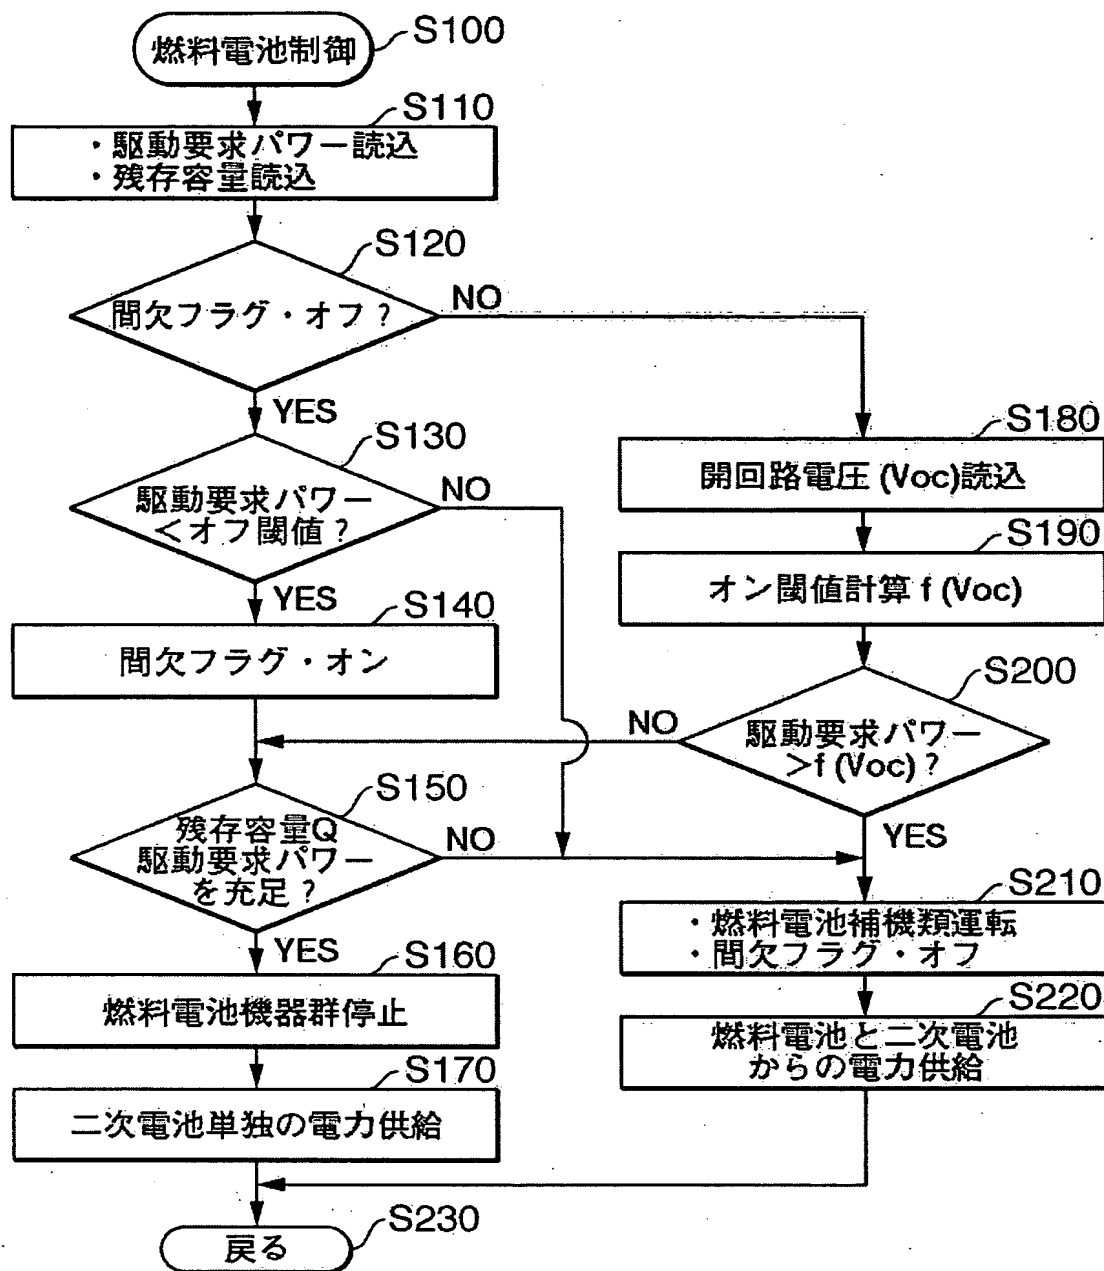 燃料電池制御
S100
S110
・駆動要求パワー読込
・残存容量読込
S120
間欠フラグ・オフ?
NO
YES
S130
駆動要求パワー
<オフ閾値?
NO
YES
S140
間欠フラグ・オン
S150
残存容量Q
駆動要求パワー
を充足?
NO
YES
S160
燃料電池機器群停止
S170
二次電池単独の電力供給
S180
開回路電圧(Voc)読込
S190
オン閾値計算 f(Voc)
S200
駆動要求パワー
>f(Voc)?
NO
YES
S210
・燃料電池補機類運転
・間欠フラグ・オフ
S220
燃料電池と二次電池
からの電力供給
S230
戻る